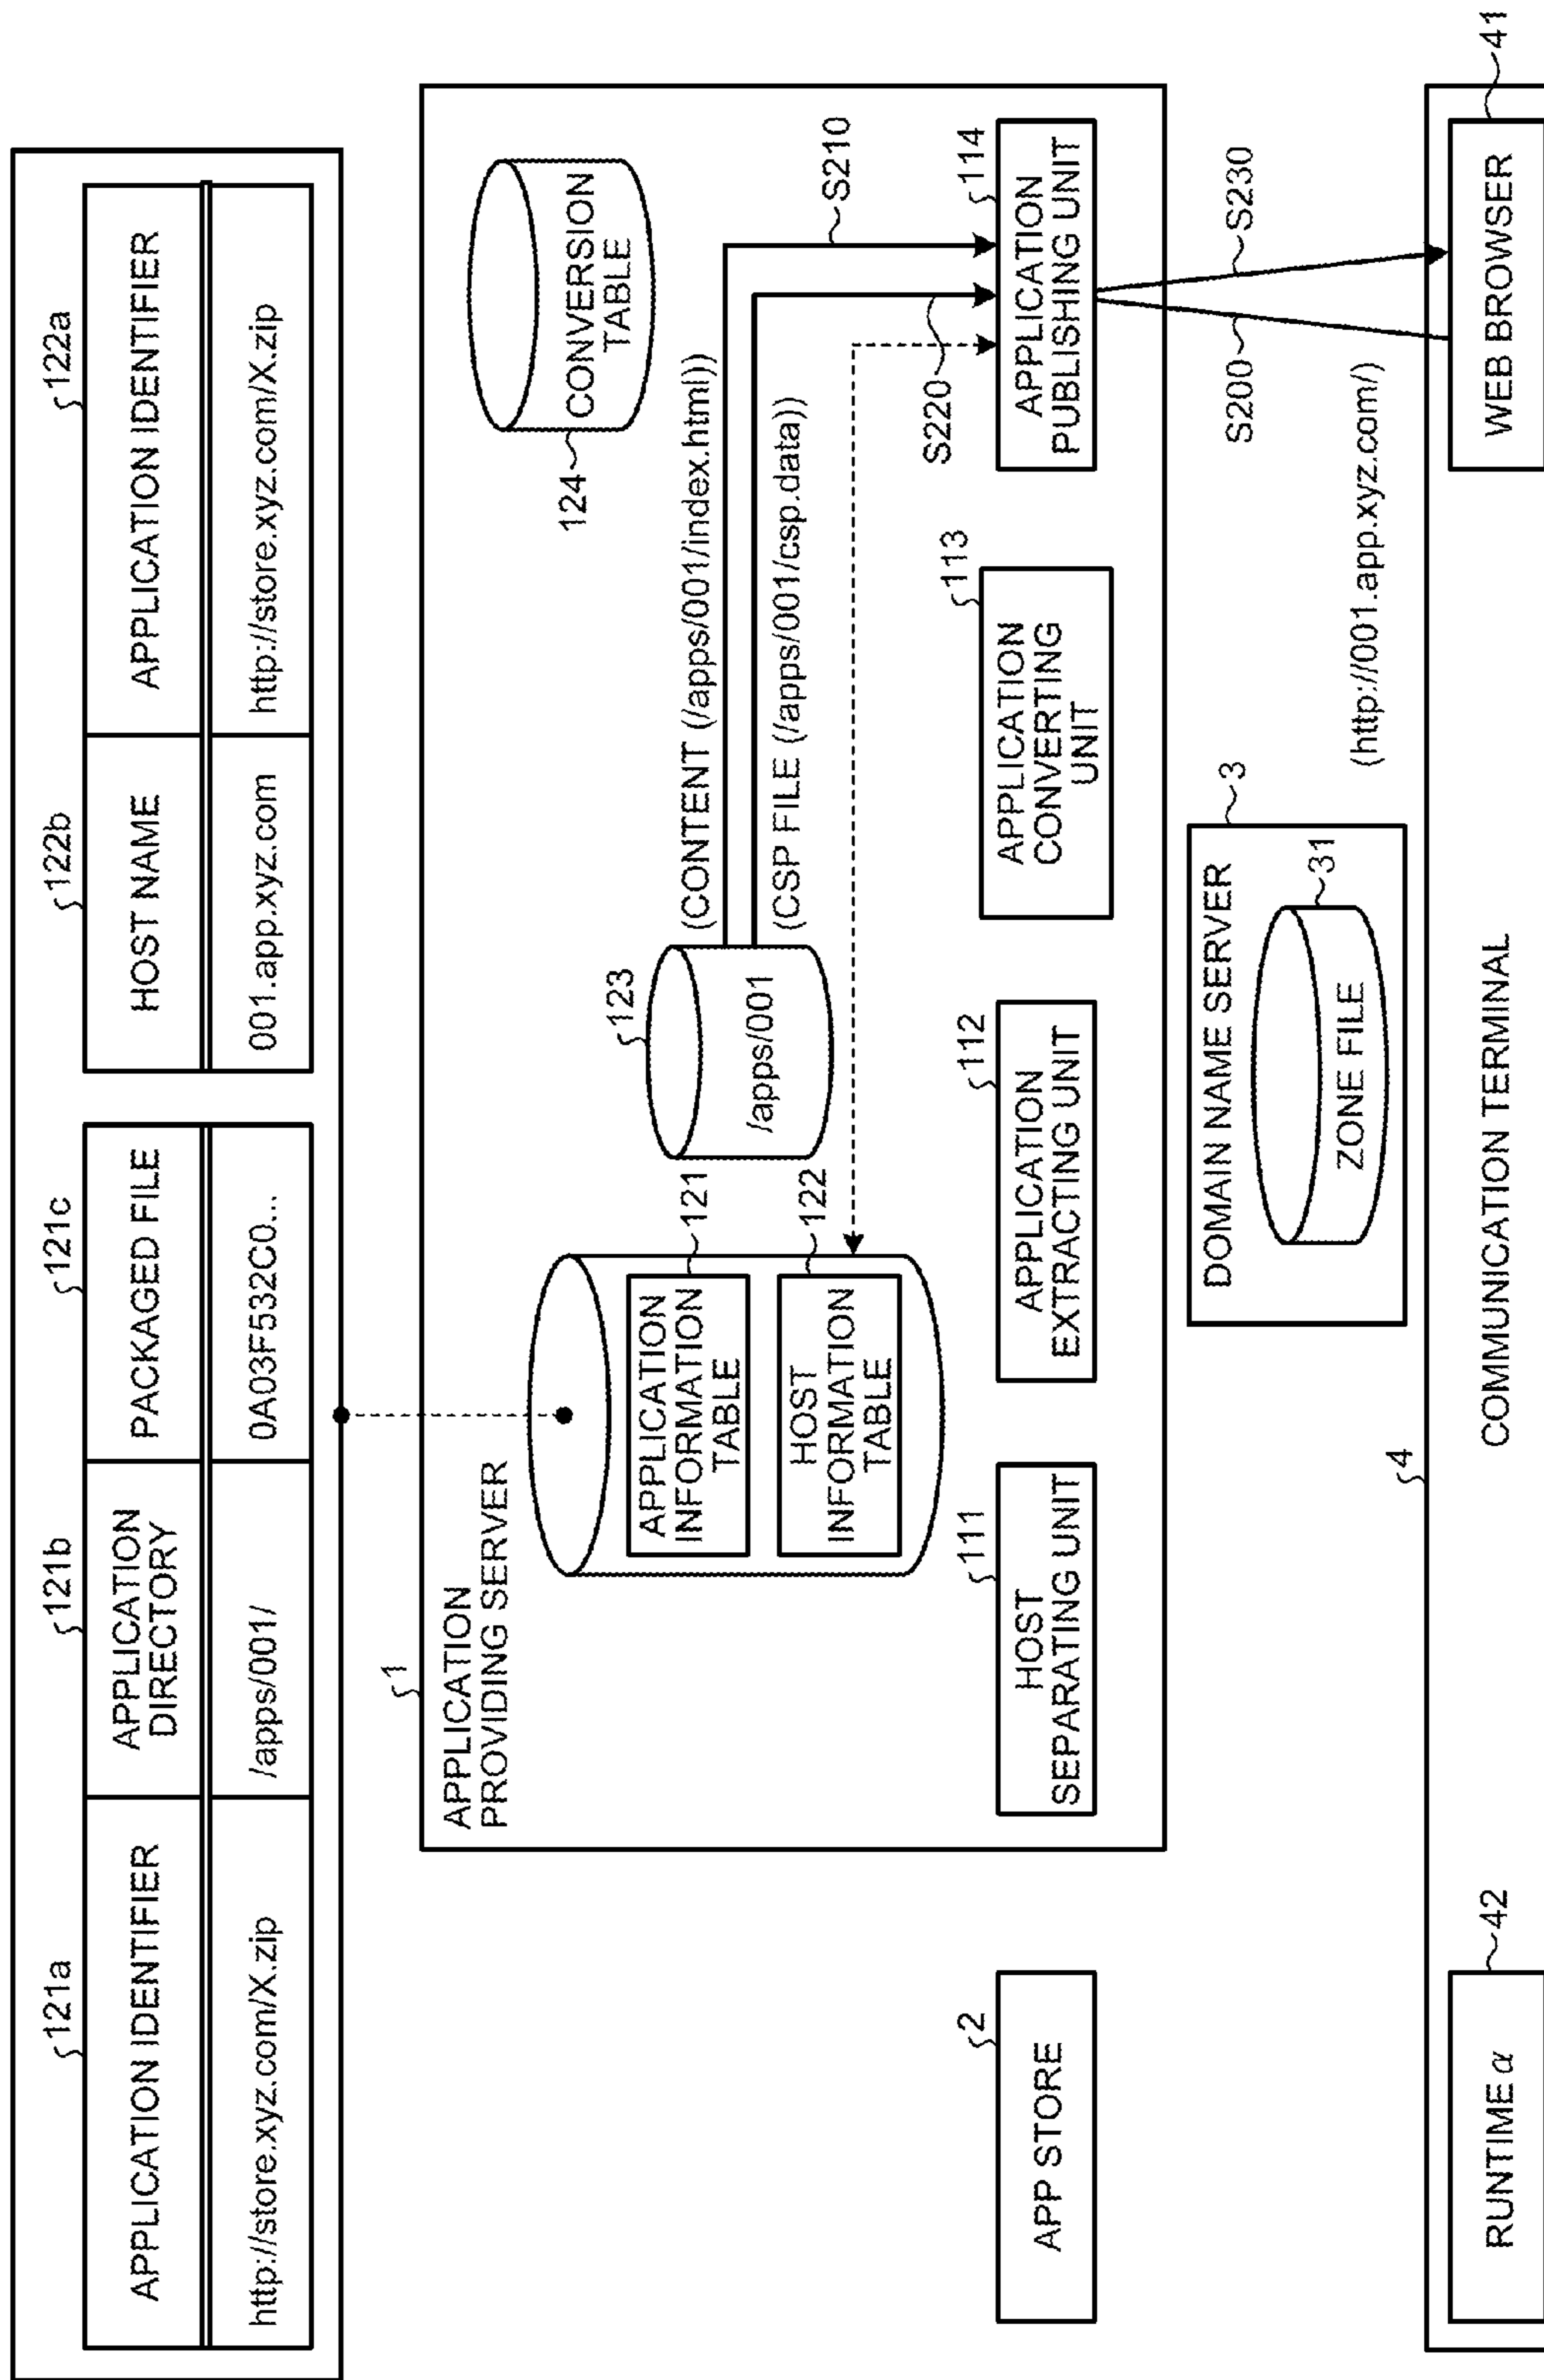 121a
121b
121c
122b
122a
APPLICATION IDENTIFIER
APPLICATION
DIRECTORY
PACKAGED FILE
HOST NAME
APPLICATION IDENTIFIER
http://store.xyz.com/X.zip
/apps/001/
0A03F532C0...
001.app.xyz.com
http://store.xyz.com/X.zip
1
APPLICATION
PROVIDING SERVER
APPLICATION
INFORMATION
TABLE
121
HOST
INFORMATION
TABLE
122
123
/apps/001
(CONTENT (/apps/001/index.html))
(CSP FILE (/apps/001/csp.data))
124
CONVERSION
TABLE
S210
S220
2
APP STORE
111
HOST
SEPARATING UNIT
112
APPLICATION
EXTRACTING UNIT
113
APPLICATION
CONVERTING
UNIT
114
APPLICATION
PUBLISHING UNIT
3
DOMAIN NAME SERVER
31
ZONE FILE
S200
S230
(http://001.app.xyz.com/)
4
COMMUNICATION TERMINAL
42
RUNTIME α
41
WEB BROWSER